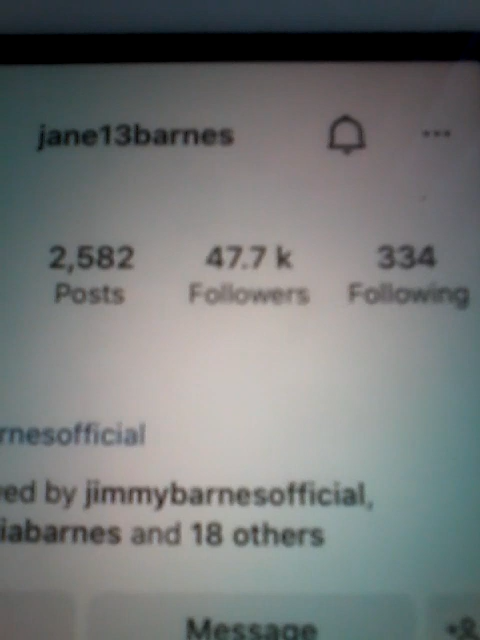 jane13barnes
2,582 47.7 k 334
Posts Followers Following
rnesofficial
ed by jimmybarnesofficial,
iabarnes and 18 others
Message